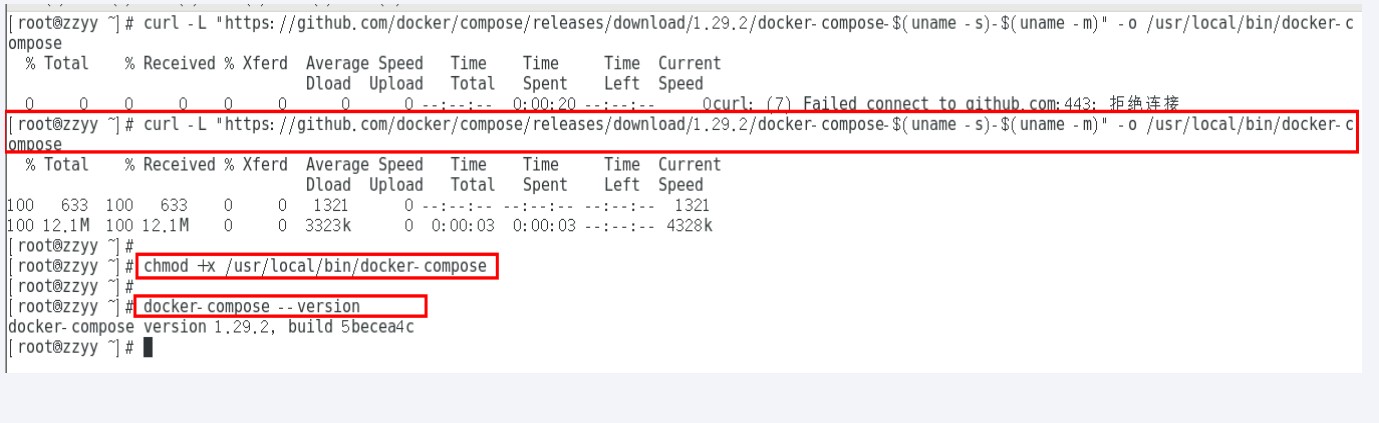 [root@zzyy ~]# curl -L "https://github.com/docker/compose/releases/download/1.29.2/docker-compose-$(uname -s)-$(uname -m)" -o /usr/local/bin/docker-c
ompose
% Total % Received % Xferd Average Speed Time Time Time Current
Dload Upload Total Spent Left Speed
0 0 0 0 0 0 0 0 --:--:-- 0:00:20 --:--:-- 0curl: (7) Failed connect to github.com:443; 拒绝连接
[root@zzyy ~]# curl -L "https://github.com/docker/compose/releases/download/1.29.2/docker-compose-$(uname -s)-$(uname -m)" -o /usr/local/bin/docker-c
ompose
% Total % Received % Xferd Average Speed Time Time Time Current
Dload Upload Total Spent Left Speed
100 633 100 633 0 0 1321 0 --:--:-- --:--:-- --:--:-- 1321
100 12.1M 100 12.1M 0 0 3323k 0 0:00:03 0:00:03 --:--:-- 4328k
[root@zzyy ~]#
[root@zzyy ~]# chmod +x /usr/local/bin/docker-compose
[root@zzyy ~]#
[root@zzyy ~]# docker-compose --version
docker-compose version 1.29.2, build 5becea4c
[root@zzyy ~]#